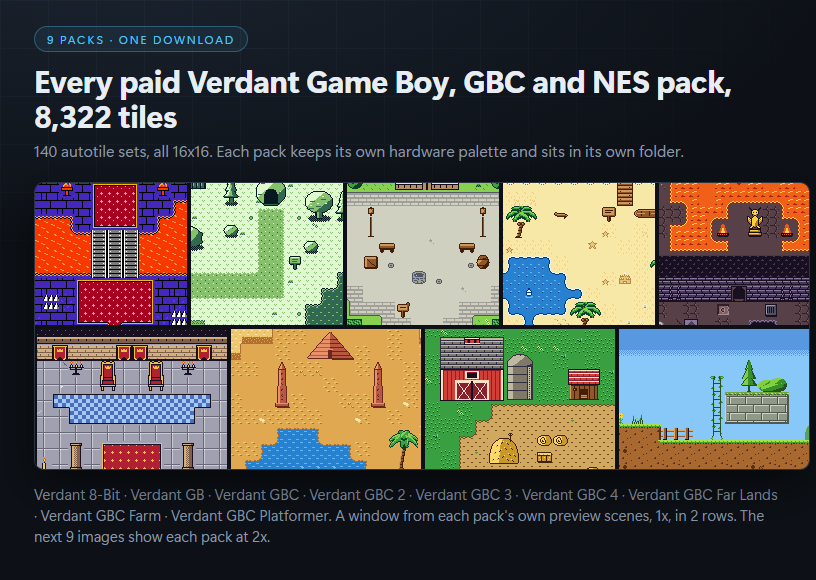 9 PACKS · ONE DOWNLOAD
Every paid Verdant Game Boy, GBC and NES pack,
8,322 tiles
140 autotile sets, all 16x16. Each pack keeps its own hardware palette and sits in its own folder.
Verdant 8-Bit · Verdant GB · Verdant GBC · Verdant GBC 2 · Verdant GBC 3 · Verdant GBC 4 · Verdant GBC Far Lands
· Verdant GBC Farm · Verdant GBC Platformer. A window from each pack's own preview scenes, 1x, in 2 rows. The
next 9 images show each pack at 2x.